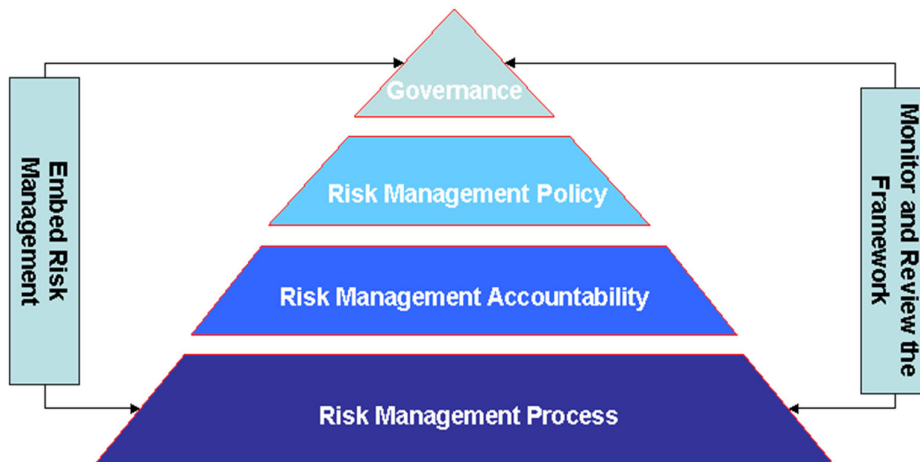 Governance
Risk Management Policy
Risk Management Accountability
Risk Management Process
Embed Risk
Management
Monitor and Review the
Framework